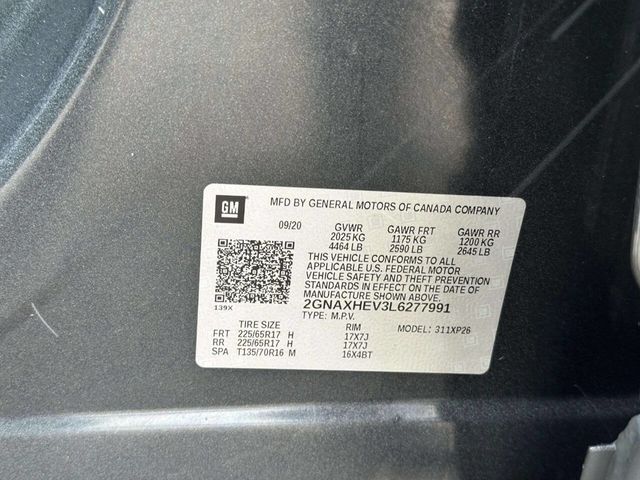 GM
MFD BY GENERAL MOTORS OF CANADA COMPANY
09/20 GVWR GAWR FRT GAWR RR
2025 KG 1175 KG 1200 KG
4464 LB 2590 LB 2645 LB
THIS VEHICLE CONFORMS TO ALL
APPLICABLE U.S. FEDERAL MOTOR
VEHICLE SAFETY AND THEFT PREVENTION
STANDARDS IN EFFECT ON THE DATE OF
MANUFACTURE SHOWN ABOVE.
139X 2GNAXHEV3L6277991
TYPE: M.P.V.
TIRE SIZE RIM MODEL: 311XP26
FRT 225/65R17 H 17X7J
RR 225/65R17 H 17X7J
SPA T135/70R16 M 16X4BT